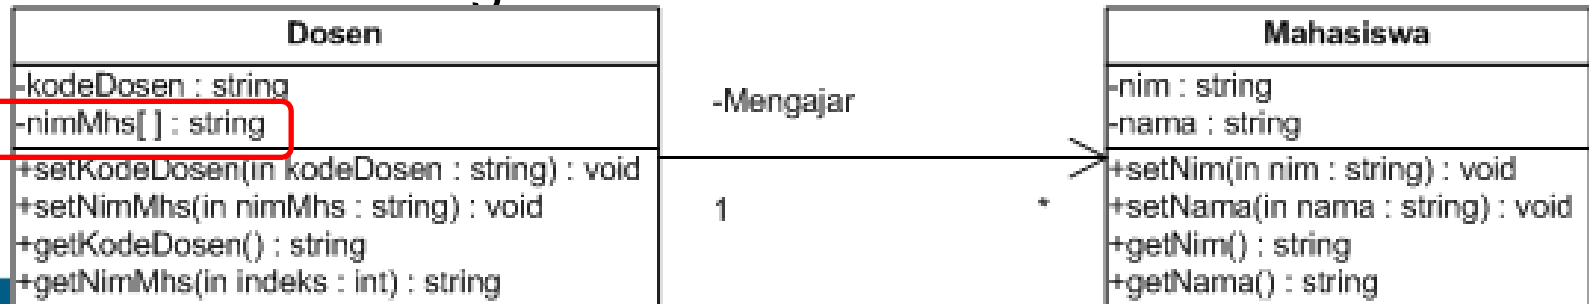 Dosen
-kodeDosen : string
-nimMhs[ ] : string
+setKodeDosen(in kodeDosen : string) : void
+setNimMhs(in nimMhs : string) : void
+getKodeDosen() : string
+getNimMhs(in indeks : int) : string
-Mengajar
1
*
Mahasiswa
-nim : string
-nama : string
+setNim(in nim : string) : void
+setNama(in nama : string) : void
+getNim() : string
+getNama() : string